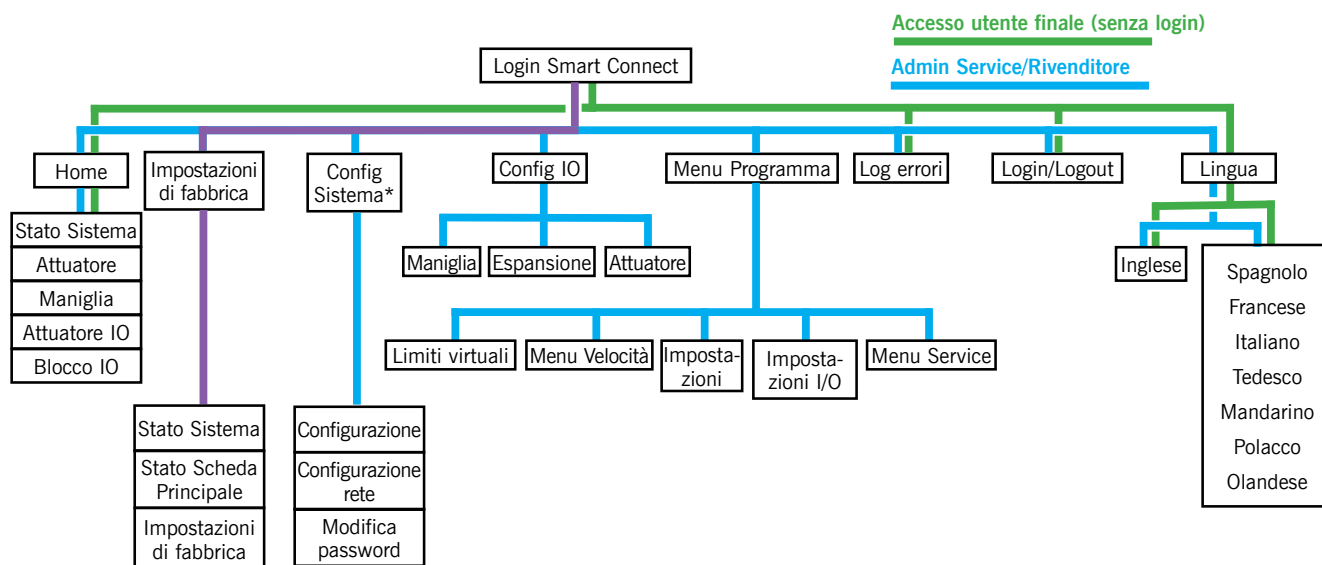 Accesso utente finale (senza login)
Admin Service/Rivenditore
Login Smart Connect
Home
Impostazioni
di fabbrica
Config
Sistema*
Config IO
Menu Programma
Log errori
Login/Logout
Lingua
Stato Sistema
Attuatore
Maniglia
Attuatore IO
Blocco IO
Maniglia
Espansione
Attuatore
Inglese
Spagnolo
Francese
Italiano
Tedesco
Mandarino
Polacco
Olandese
Limiti virtuali
Menu Velocità
Imposta-
zioni
Imposta-
zioni I/O
Menu Service
Stato Sistema
Stato Scheda
Principale
Impostazioni
di fabbrica
Configurazione
Configurazione
rete
Modifica
password